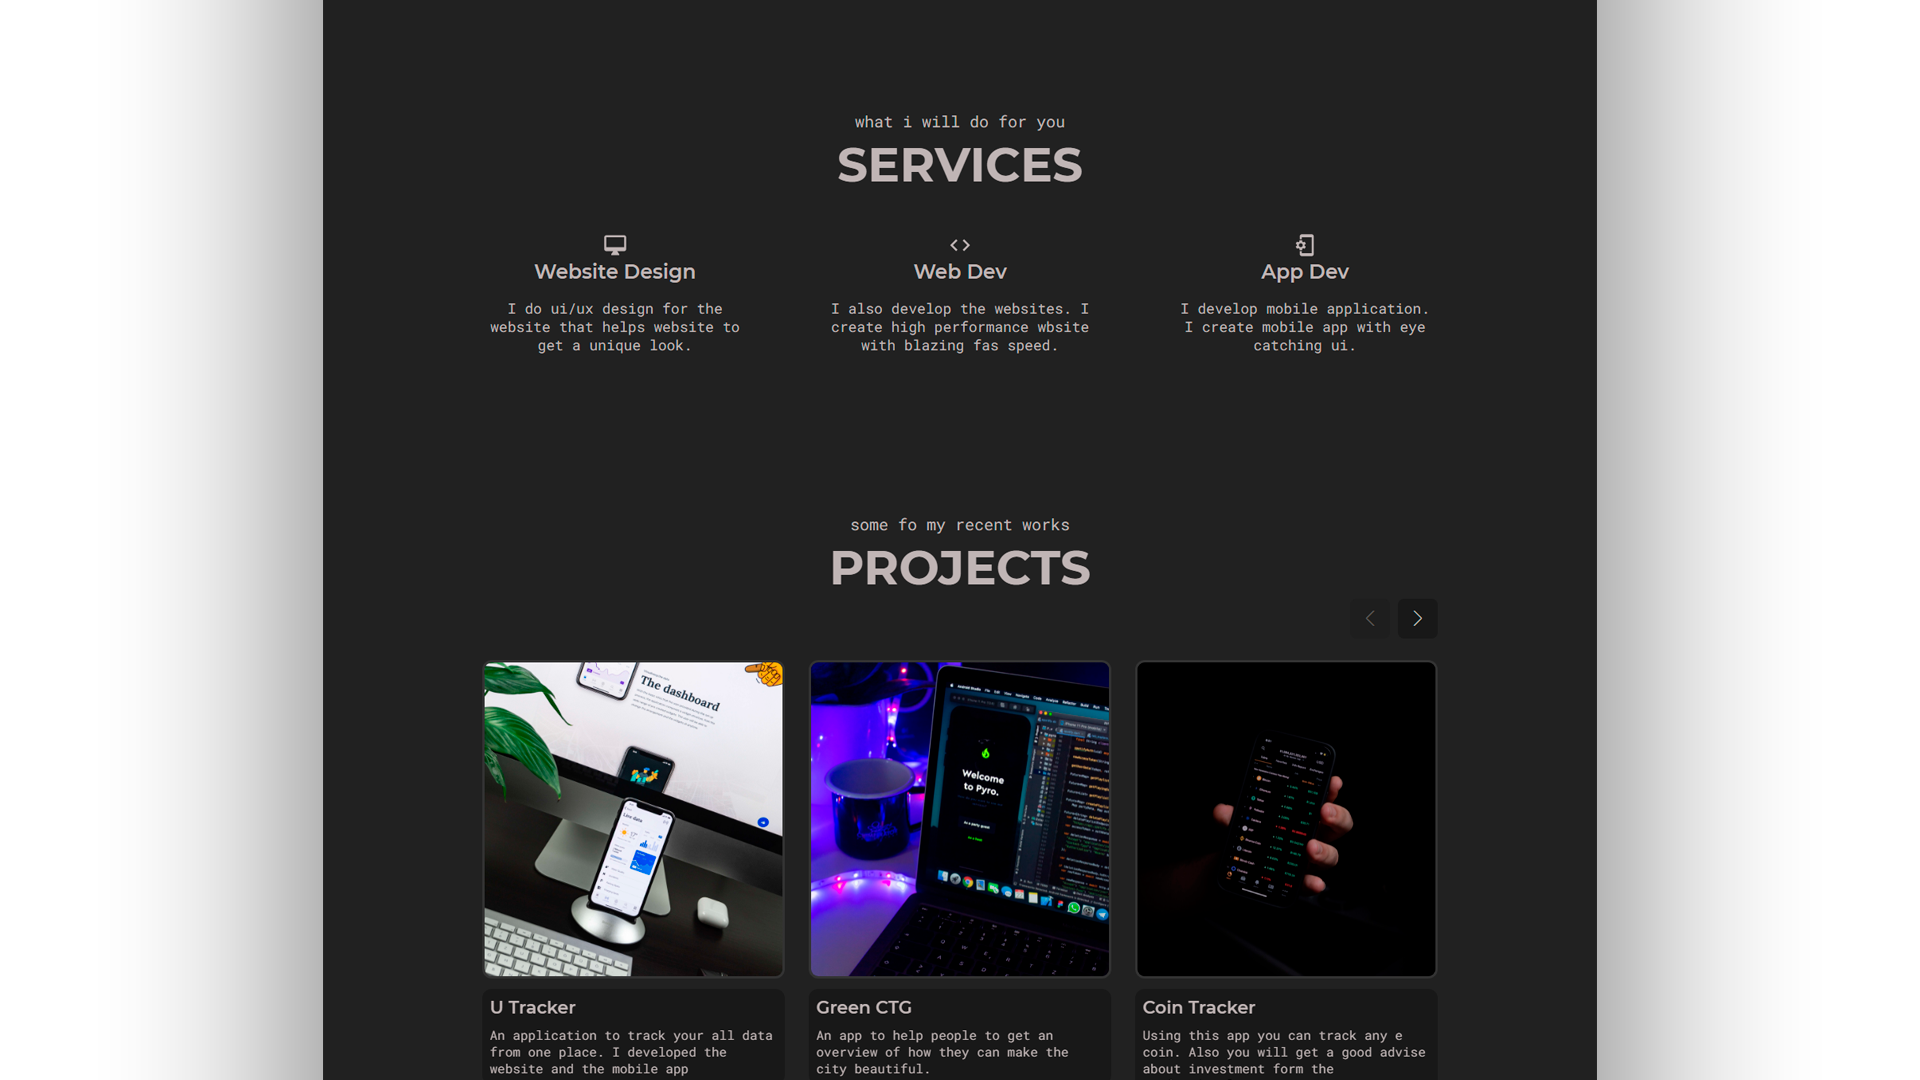 what i will do for you
SERVICES
Website Design
I do ui/ux design for the
website that helps website to
get a unique look.
Web Dev
I also develop the websites. I
create high performance wbsite
with blazing fas speed.
App Dev
I develop mobile application.
I create mobile app with eye
catching ui.
some fo my recent works
PROJECTS
The dashboard
Welcome
to Pyro.
U Tracker
An application to track your all data
from one place. I developed the
website and the mobile app
Green CTG
An app to help people to get an
overview of how they can make the
city beautiful.
Coin Tracker
Using this app you can track any e
coin. Also you will get a good advise
about investment form the